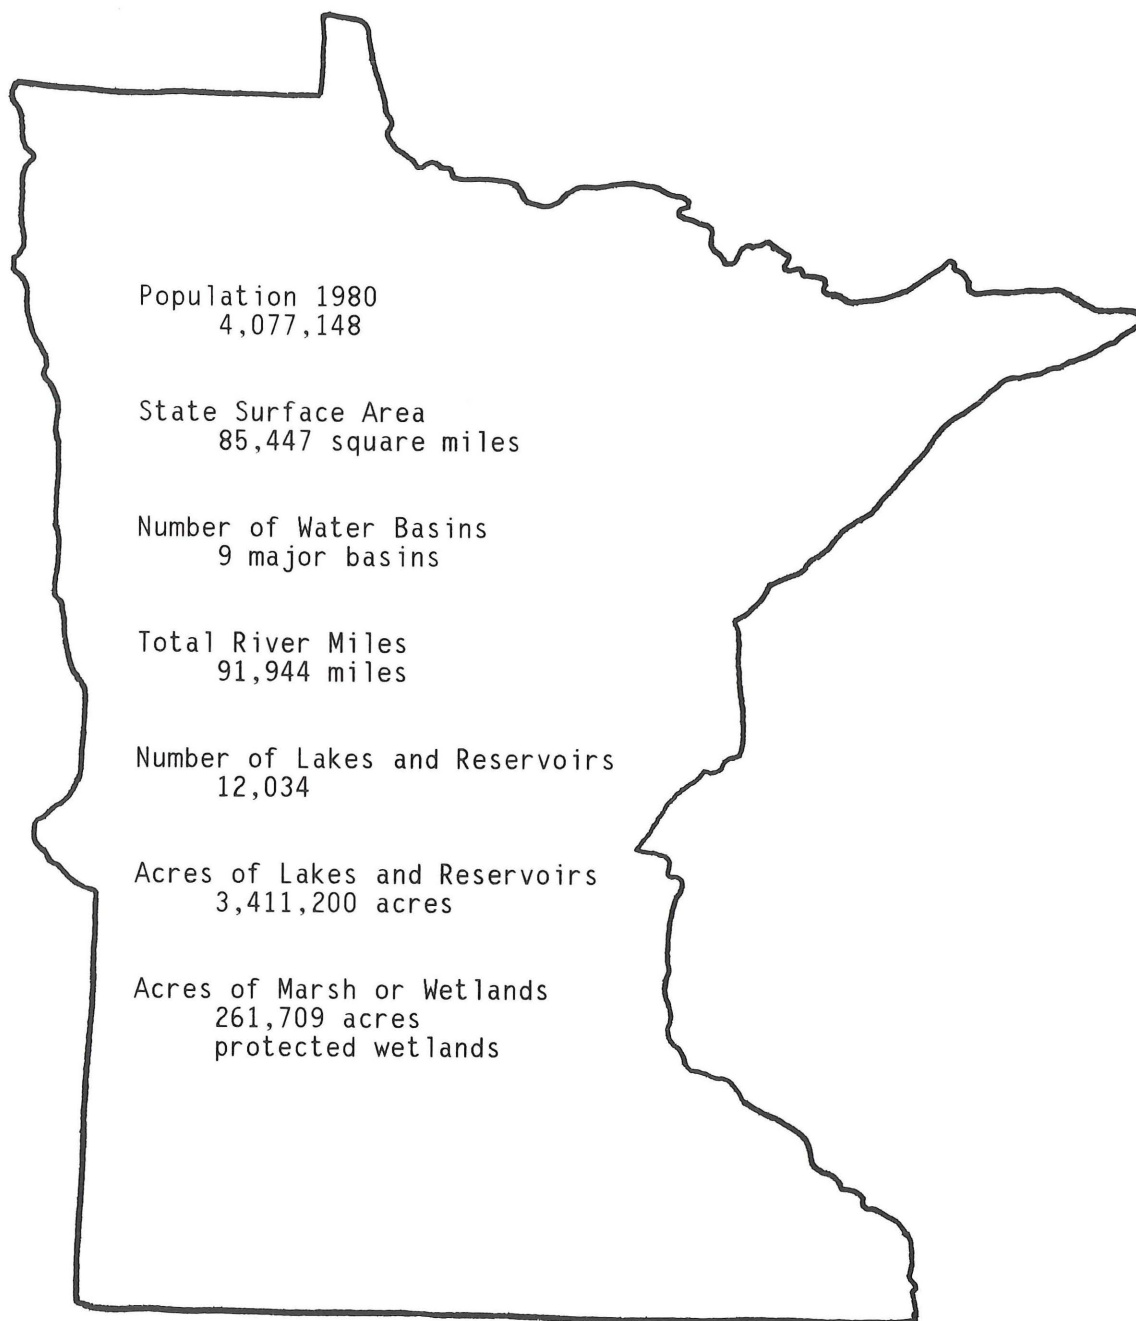 Population 1980
4,077,148
State Surface Area
85,447 square miles
Number of Water Basins
9 major basins
Total River Miles
91,944 miles
Number of Lakes and Reservoirs
12,034
Acres of Lakes and Reservoirs
3,411,200 acres
Acres of Marsh or Wetlands
261,709 acres
protected wetlands